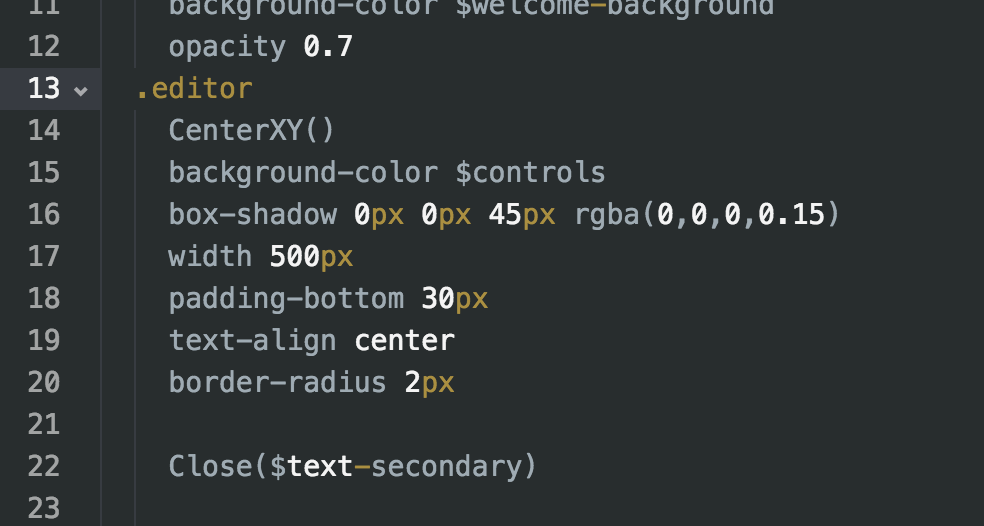 11 background-color $welcome-background
12 opacity 0.7
13 .editor
14 CenterXY()
15 background-color $controls
16 box-shadow 0px 0px 45px rgba(0,0,0,0.15)
17 width 500px
18 padding-bottom 30px
19 text-align center
20 border-radius 2px
21
22 Close($text-secondary)
23